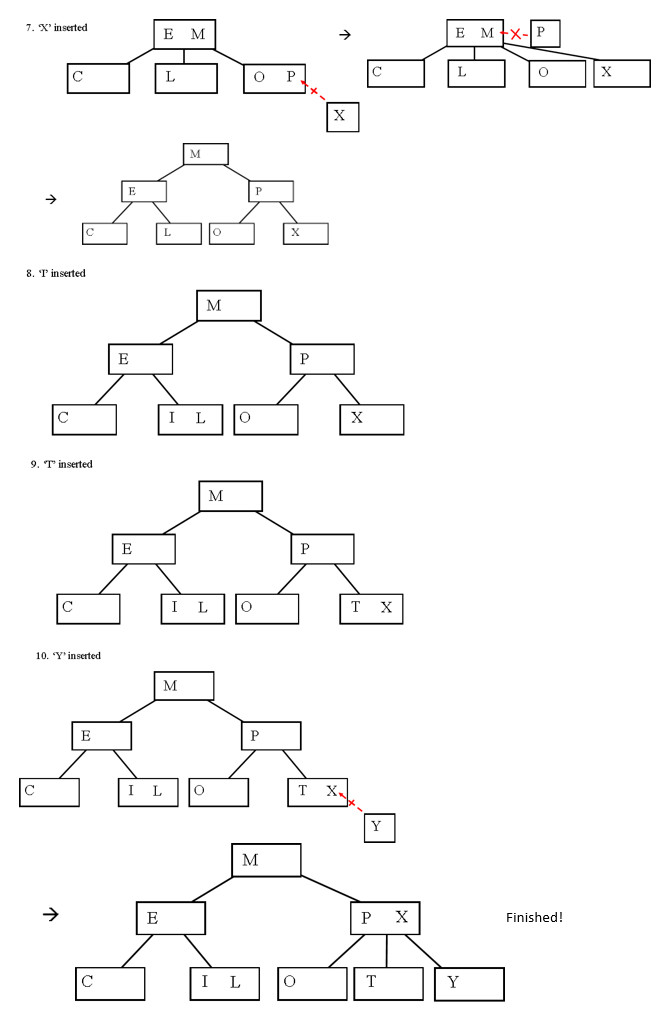 7. ‘X’ inserted
E M
→
E M P
C L O P
C L O X
X
M
→
E P
C L O X
8. ‘I’ inserted
M
E P
C I L O X
9. ‘T’ inserted
M
E P
C I L O T X
10. ‘Y’ inserted
M
E P
C I L O T X
Y
M
→
E P X
Finished!
C I L O T Y